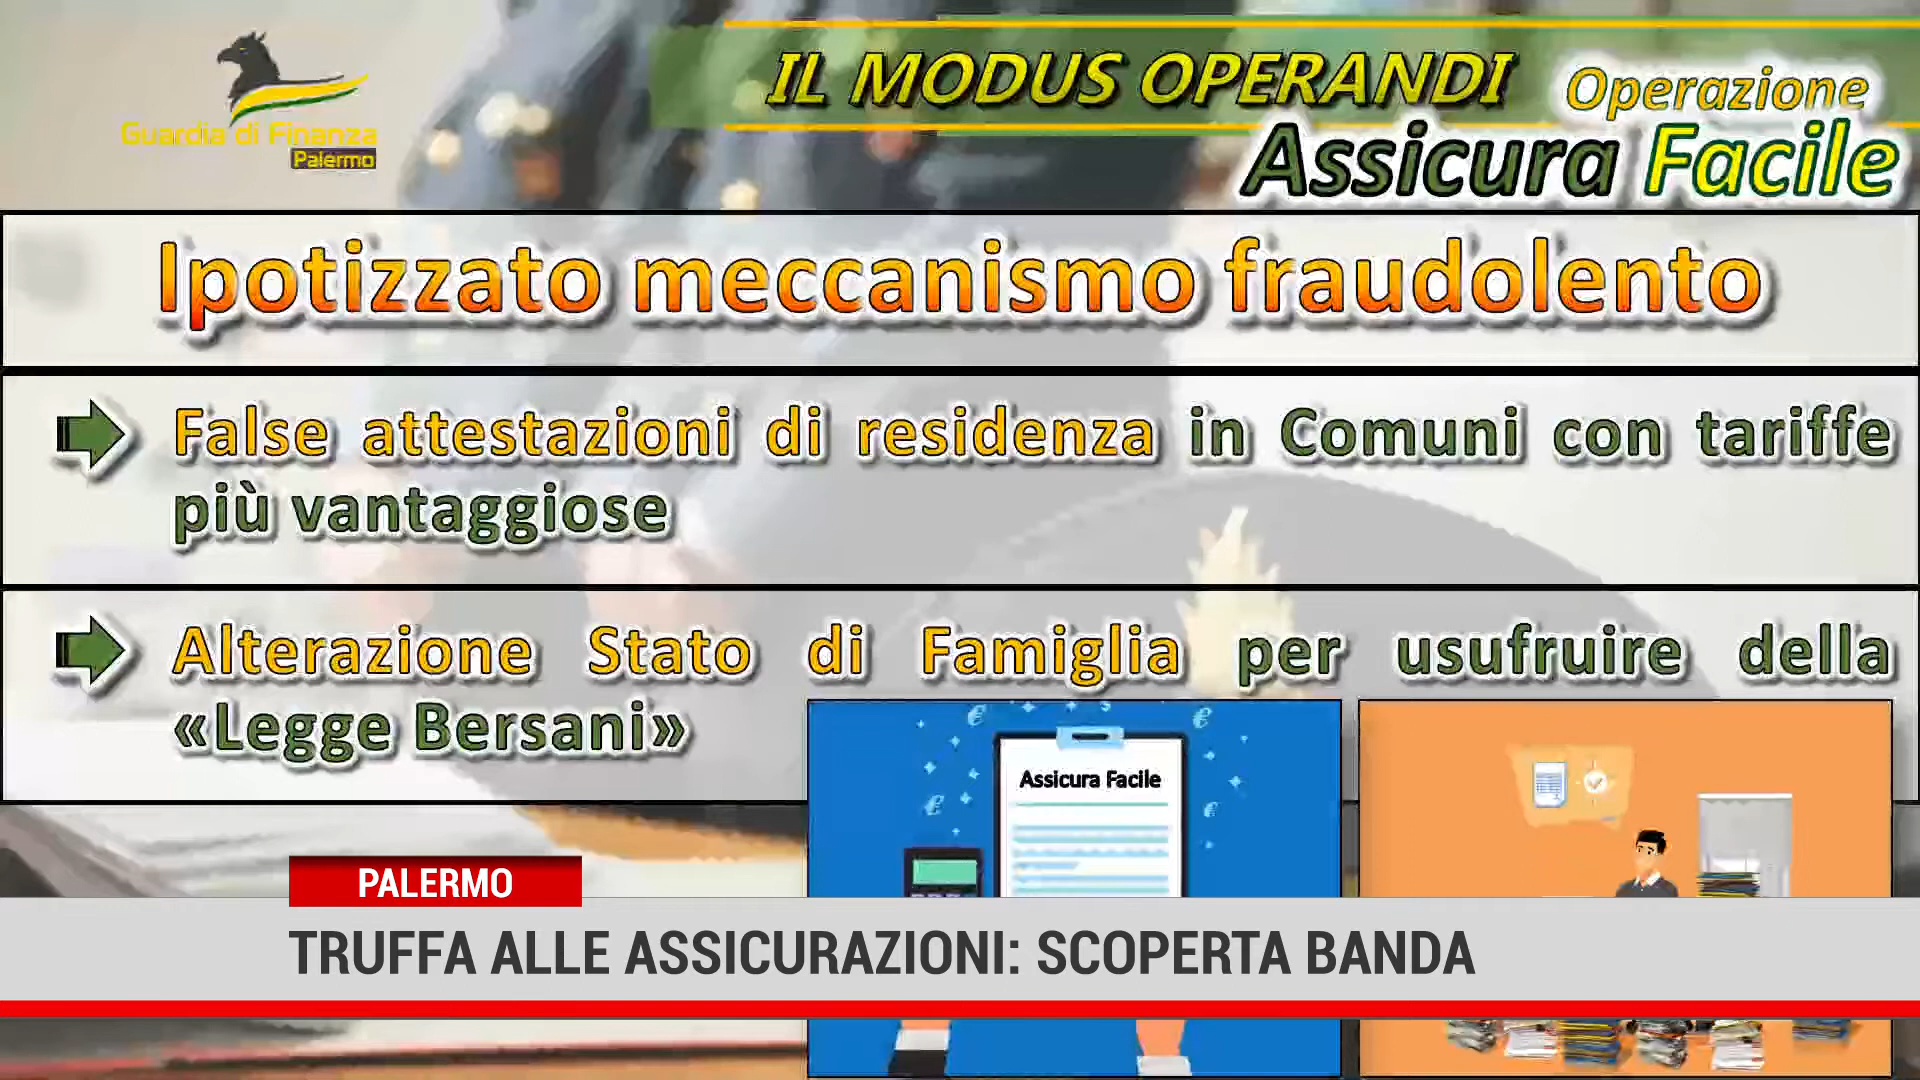 Guardia di Finanza
Palermo
IL MODUS OPERANDI
Operazione
Assicura Facile
Ipotizzato meccanismo fraudolento
False attestazioni di residenza in Comuni con tariffe
più vantaggiose
Alterazione Stato di Famiglia per usufruire della
«Legge Bersani»
Assicura Facile
PALERMO
TRUFFA ALLE ASSICURAZIONI: SCOPERTA BANDA